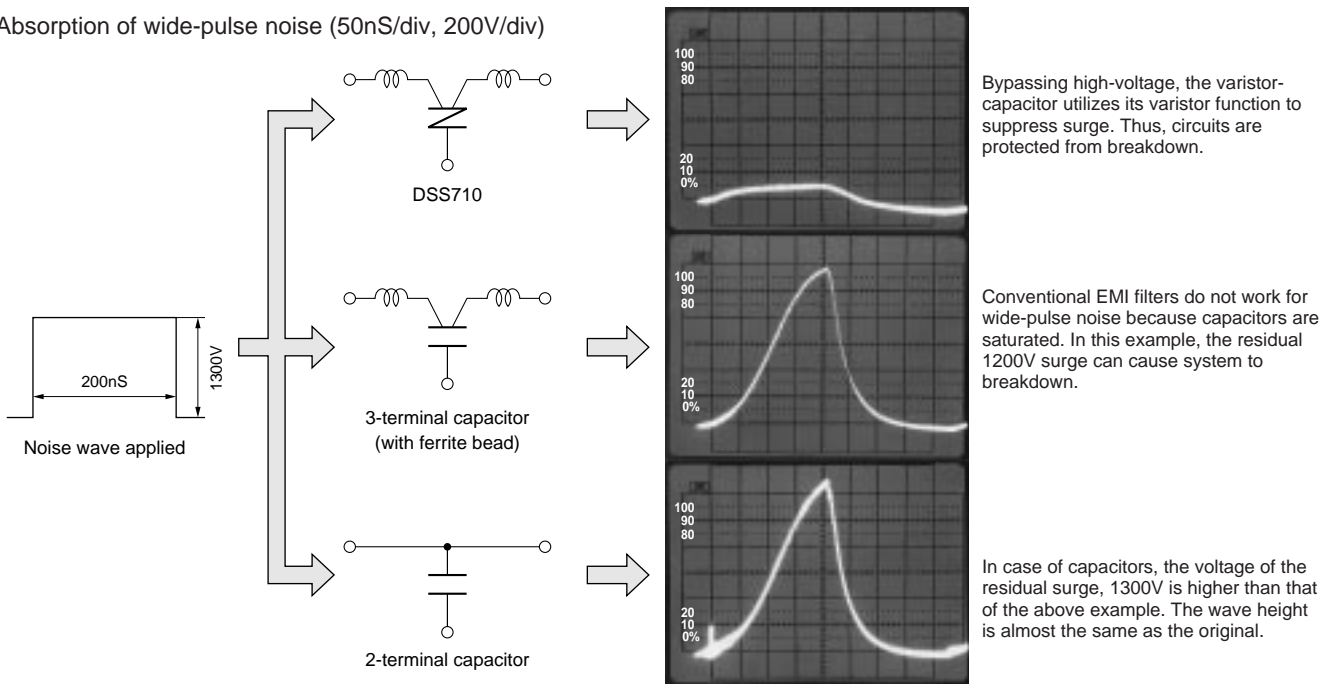 Absorption of wide-pulse noise (50nS/div, 200V/div)
200nS
1300V
Noise wave applied
DSS710
3-terminal capacitor
(with ferrite bead)
2-terminal capacitor
100
90
80
20
10
0%
Bypassing high-voltage, the varistor-
capacitor utilizes its varistor function to
suppress surge. Thus, circuits are
protected from breakdown.
100
90
80
20
10
0%
Conventional EMI filters do not work for
wide-pulse noise because capacitors are
saturated. In this example, the residual
1200V surge can cause system to
breakdown.
100
90
80
20
10
0%
In case of capacitors, the voltage of the
residual surge, 1300V is higher than that
of the above example. The wave height
is almost the same as the original.